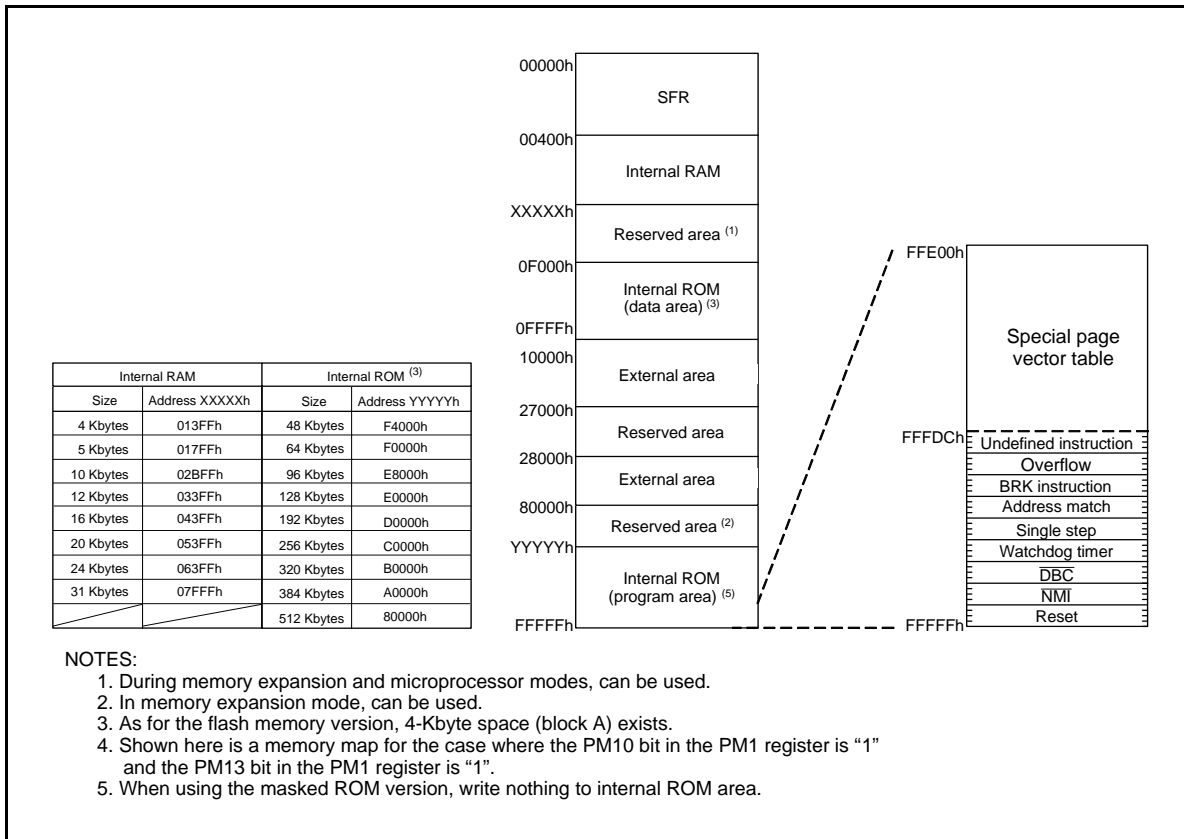 00000h
SFR
00400h
Internal RAM
XXXXXh
Reserved area (1)
0F000h
Internal ROM
(data area) (3)
0FFFFh
10000h
External area
27000h
Reserved area
28000h
External area
80000h
Reserved area (2)
YYYYYh
Internal ROM
(program area) (5)
FFFFFh
FFE00h
Special page
vector table
FFFDCh
Undefined instruction
Overflow
BRK instruction
Address match
Single step
Watchdog timer
DBC
NMI
Reset
FFFFFh
Internal RAM Internal ROM (3)
Size Address XXXXXh Size Address YYYYYh
4 Kbytes 013FFh 48 Kbytes F4000h
5 Kbytes 017FFh 64 Kbytes F0000h
10 Kbytes 02BFFh 96 Kbytes E8000h
12 Kbytes 033FFh 128 Kbytes E0000h
16 Kbytes 043FFh 192 Kbytes D0000h
20 Kbytes 053FFh 256 Kbytes C0000h
24 Kbytes 063FFh 320 Kbytes B0000h
31 Kbytes 07FFFh 384 Kbytes A0000h
512 Kbytes 80000h
NOTES:
1. During memory expansion and microprocessor modes, can be used.
2. In memory expansion mode, can be used.
3. As for the flash memory version, 4-Kbyte space (block A) exists.
4. Shown here is a memory map for the case where the PM10 bit in the PM1 register is “1”
and the PM13 bit in the PM1 register is “1”.
5. When using the masked ROM version, write nothing to internal ROM area.